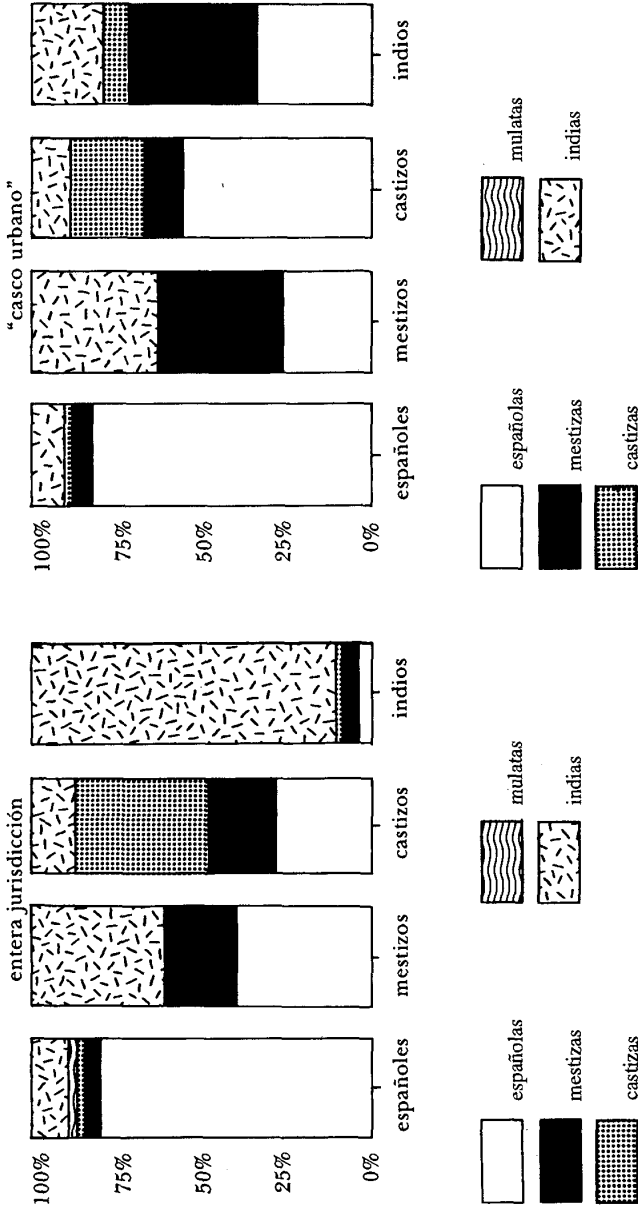 entera jurisdicción
100%
75%
50%
25%
0%
españoles
mestizos
castizos
indios
españolas
mestizas
castizas
mulatas
indias
“casco urbano”
100%
75%
50%
25%
0%
españoles
mestizos
castizos
indios
españolas
mestizas
castizas
mulatas
indias